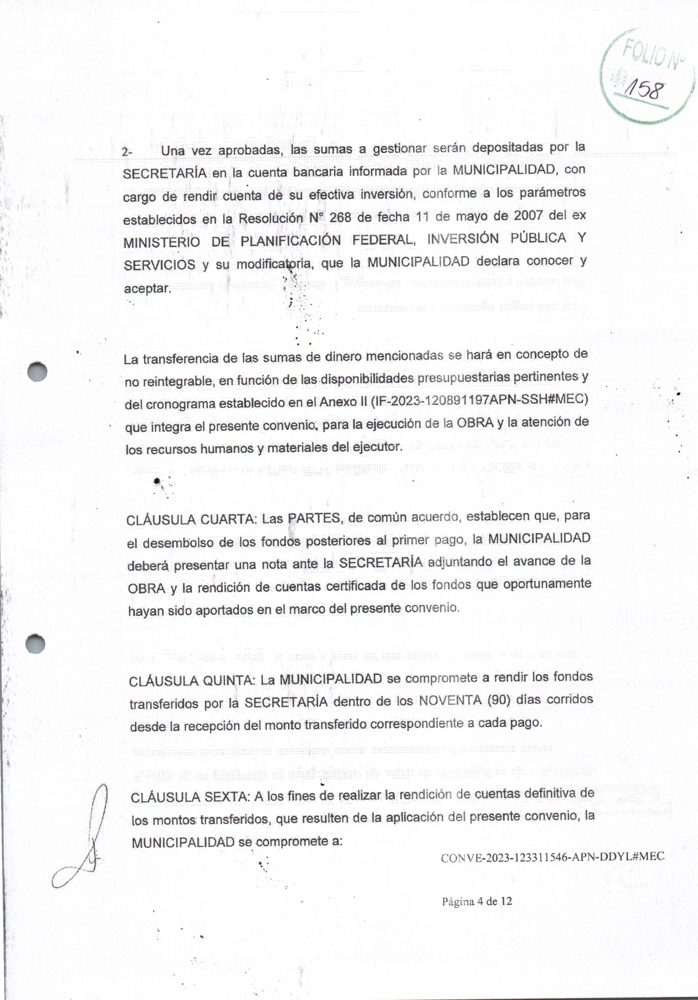 FOLIO Nº
158
2- Una vez aprobadas, las sumas a gestionar serán depositadas por la
SECRETARÍA en la cuenta bancaria informada por la MUNICIPALIDAD, con
cargo de rendir cuenta de su efectiva inversión, conforme a los parámetros
establecidos en la Resolución Nº 268 de fecha 11 de mayo de 2007 del ex
MINISTERIO DE PLANIFICACIÓN FEDERAL, INVERSIÓN PÚBLICA Y
SERVICIOS y su modificatoria, que la MUNICIPALIDAD declara conocer y
aceptar.
La transferencia de las sumas de dinero mencionadas se hará en concepto de
no reintegrable, en función de las disponibilidades presupuestarias pertinentes y
del cronograma establecido en el Anexo II (IF-2023-120891197APN-SSH#MEC)
que integra el presente convenio, para la ejecución de la OBRA y la atención de
los recursos humanos y materiales del ejecutor.
CLÁUSULA CUARTA: Las PARTES, de común acuerdo, establecen que, para
el desembolso de los fondos posteriores al primer pago, la MUNICIPALIDAD
deberá presentar una nota ante la SECRETARÍA adjuntando el avance de la
OBRA y la rendición de cuentas certificada de los fondos que oportunamente
hayan sido aportados en el marco del presente convenio.
CLÁUSULA QUINTA: La MUNICIPALIDAD se compromete a rendir los fondos
transferidos por la SECRETARÍA dentro de los NOVENTA (90) días corridos
desde la recepción del monto transferido correspondiente a cada pago.
CLÁUSULA SEXTA: A los fines de realizar la rendición de cuentas definitiva de
los montos transferidos, que resulten de la aplicación del presente convenio, la
MUNICIPALIDAD se compromete a:
CONVE-2023-123311546-APN-DDYL#MEC
Página 4 de 12